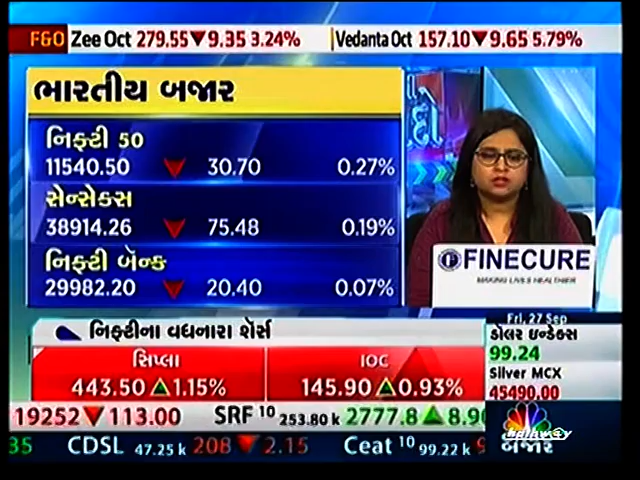 F&O Zee Oct 279.55▼9.35 3.24% Vedanta Oct 157.10▼9.65 5.79%
ભારતીય બજાર
નિફ્ટી 50
11540.50 ▼ 30.70 0.27%
સેન્સેક્સ
38914.26 ▼ 75.48 0.19%
નિફ્ટી બેન્ક
29982.20 ▼ 20.40 0.07%
FINECURE
MAKING LIVES HEALTHIER
Fri, 27 Sep
નિફ્ટીના વધનારા શૅર્સ
સિપ્લા
443.50▲1.15%
IOC
145.90▲0.93%
ડોલર ઇન્ડેક્સ
99.24
Silver MCX
45490.00
19252▼113.00 SRF 10 253.80 k 2777.8▲8.90
35 CDSL 47.25 k 208▼2.15 Ceat 10 99.22 k
hathway
બજાર